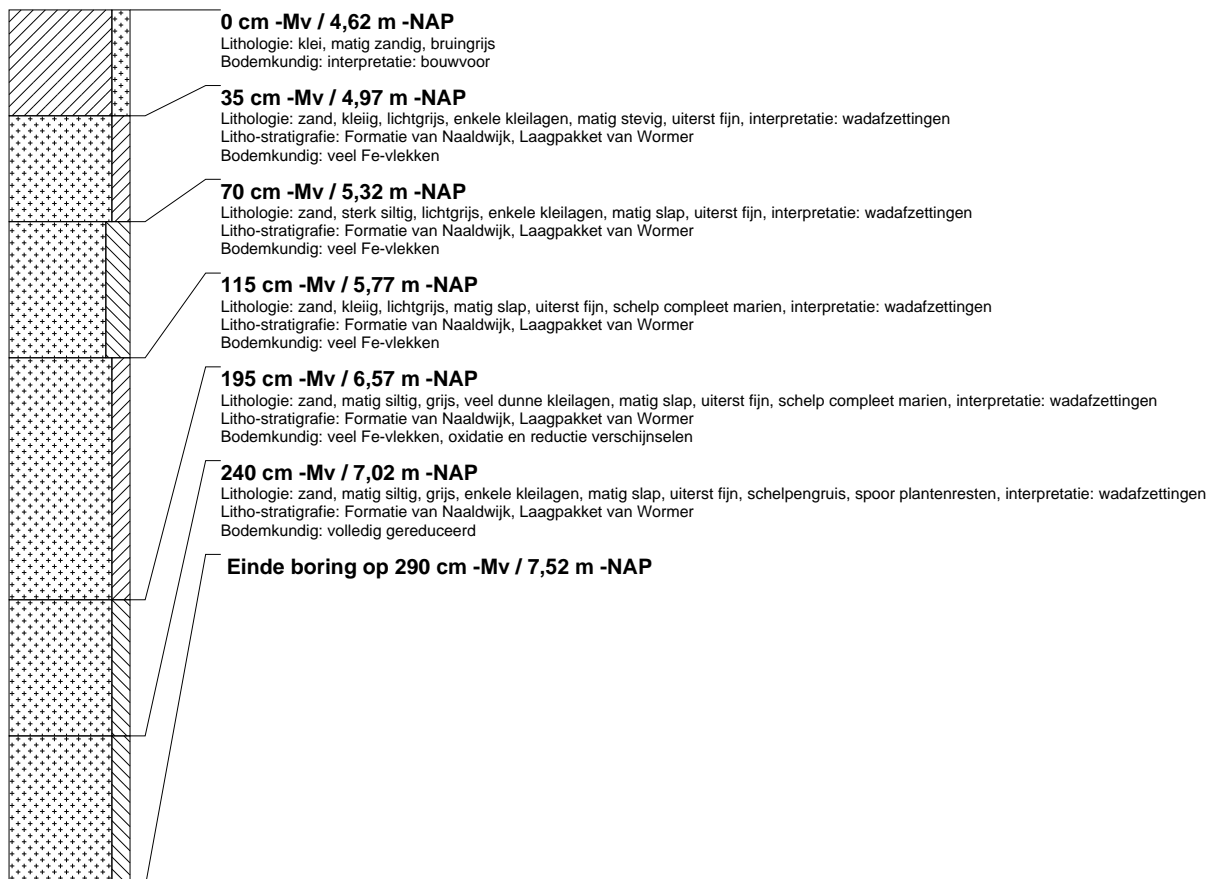 0 cm -Mv / 4,62 m -NAP
Lithologie: klei, matig zandig, bruingrijs
Bodemkundig: interpretatie: bouwvoor
35 cm -Mv / 4,97 m -NAP
Lithologie: zand, kleiig, lichtgrijs, enkele kleilagen, matig stevig, uiterst fijn, interpretatie: wadafzettingen
Litho-stratigrafie: Formatie van Naaldwijk, Laagpakket van Wormer
Bodemkundig: veel Fe-vlekken
70 cm -Mv / 5,32 m -NAP
Lithologie: zand, sterk siltig, lichtgrijs, enkele kleilagen, matig slap, uiterst fijn, interpretatie: wadafzettingen
Litho-stratigrafie: Formatie van Naaldwijk, Laagpakket van Wormer
Bodemkundig: veel Fe-vlekken
115 cm -Mv / 5,77 m -NAP
Lithologie: zand, kleiig, lichtgrijs, matig slap, uiterst fijn, schelp compleet marien, interpretatie: wadafzettingen
Litho-stratigrafie: Formatie van Naaldwijk, Laagpakket van Wormer
Bodemkundig: veel Fe-vlekken
195 cm -Mv / 6,57 m -NAP
Lithologie: zand, matig siltig, grijs, veel dunne kleilagen, matig slap, uiterst fijn, schelp compleet marien, interpretatie: wadafzettingen
Litho-stratigrafie: Formatie van Naaldwijk, Laagpakket van Wormer
Bodemkundig: veel Fe-vlekken, oxidatie en reductie verschijnselen
240 cm -Mv / 7,02 m -NAP
Lithologie: zand, matig siltig, grijs, enkele kleilagen, matig slap, uiterst fijn, schelpengruis, spoor plantenresten, interpretatie: wadafzettingen
Litho-stratigrafie: Formatie van Naaldwijk, Laagpakket van Wormer
Bodemkundig: volledig gereduceerd
Einde boring op 290 cm -Mv / 7,52 m -NAP